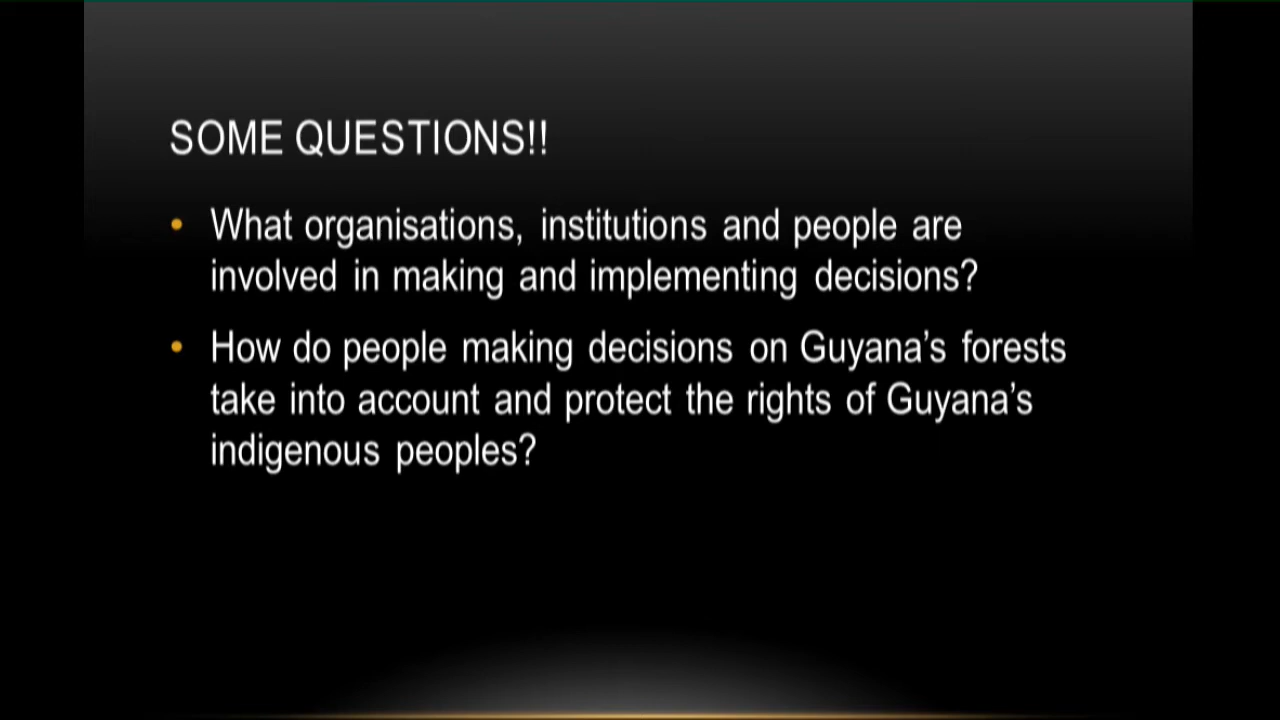 SOME QUESTIONS!!
• What organisations, institutions and people are
involved in making and implementing decisions?
• How do people making decisions on Guyana’s forests
take into account and protect the rights of Guyana’s
indigenous peoples?